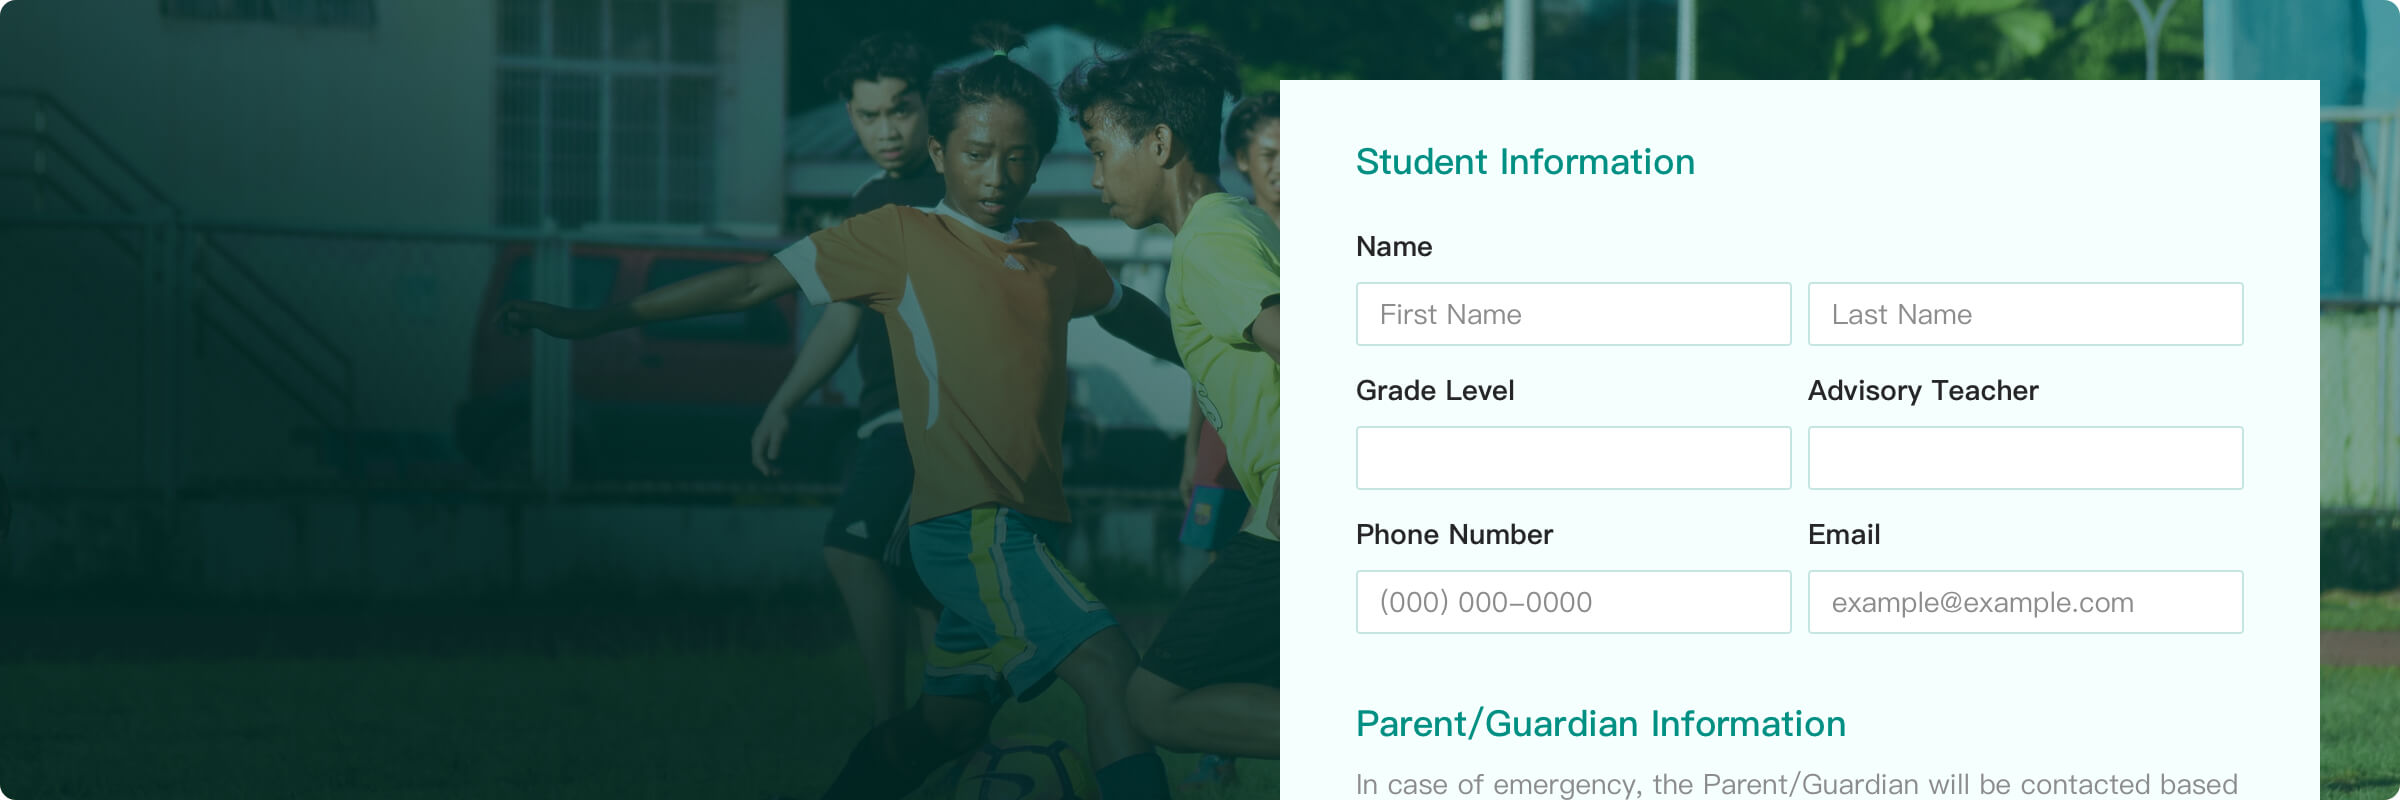 Student Information
Name
First Name
Last Name
Grade Level
Advisory Teacher
Phone Number
Email
(000) 000-0000
example@example.com
Parent/Guardian Information
In case of emergency, the Parent/Guardian will be contacted based